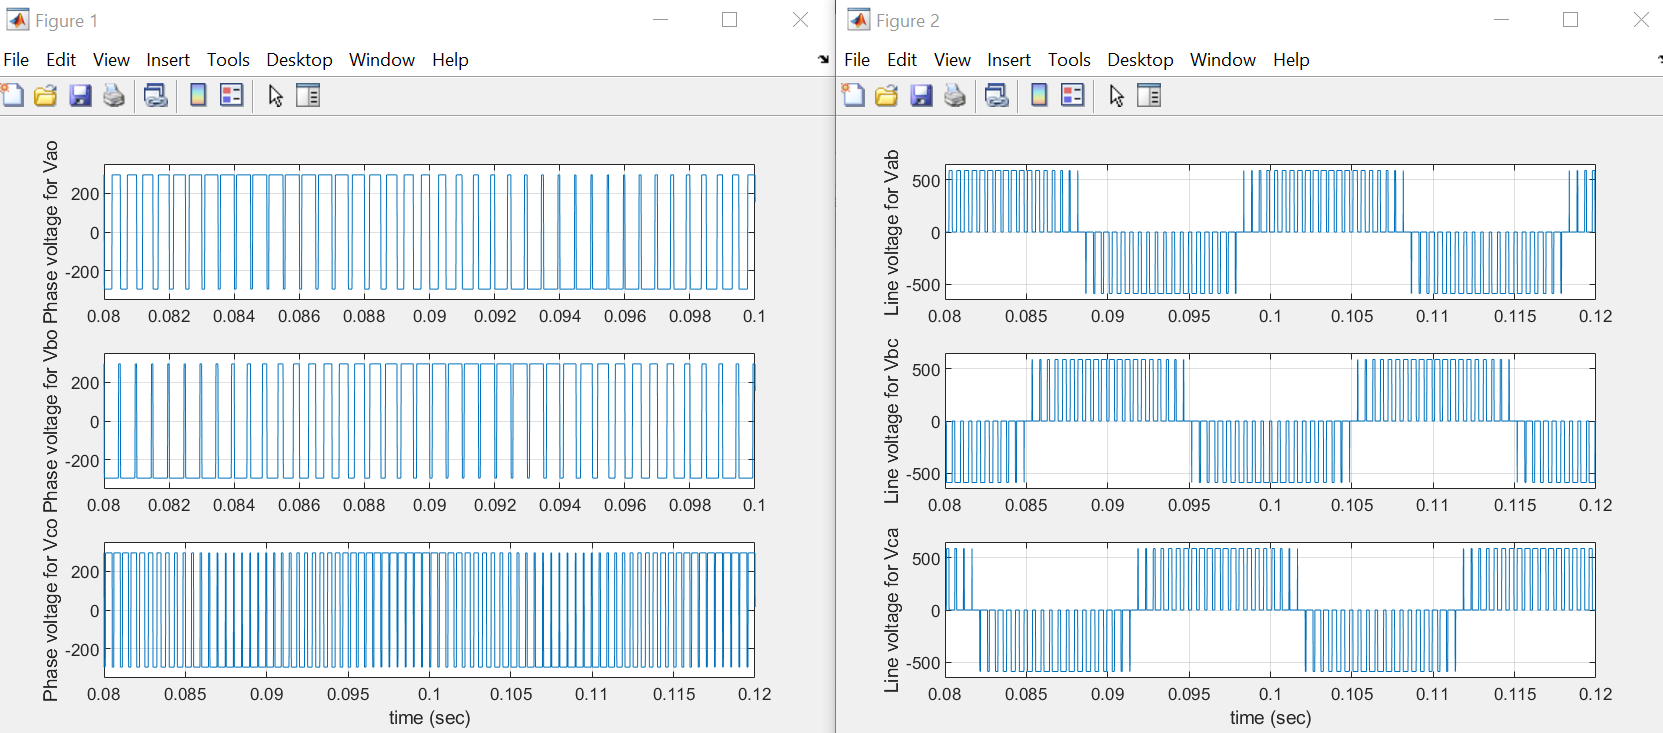 Figure 1
File Edit View Insert Tools Desktop Window Help
Phase voltage for Vao
200
0
-200
0.08 0.082 0.084 0.086 0.088 0.09 0.092 0.094 0.096 0.098 0.1
Phase voltage for Vbo
200
0
-200
0.08 0.082 0.084 0.086 0.088 0.09 0.092 0.094 0.096 0.098 0.1
Phase voltage for Vco
200
0
-200
0.08 0.085 0.09 0.095 0.1 0.105 0.11 0.115 0.12
time (sec)
Figure 2
File Edit View Insert Tools Desktop Window Help
Line voltage for Vab
500
0
-500
0.08 0.085 0.09 0.095 0.1 0.105 0.11 0.115 0.12
Line voltage for Vbc
500
0
-500
0.08 0.085 0.09 0.095 0.1 0.105 0.11 0.115 0.12
Line voltage for Vca
500
0
-500
0.08 0.085 0.09 0.095 0.1 0.105 0.11 0.115 0.12
time (sec)